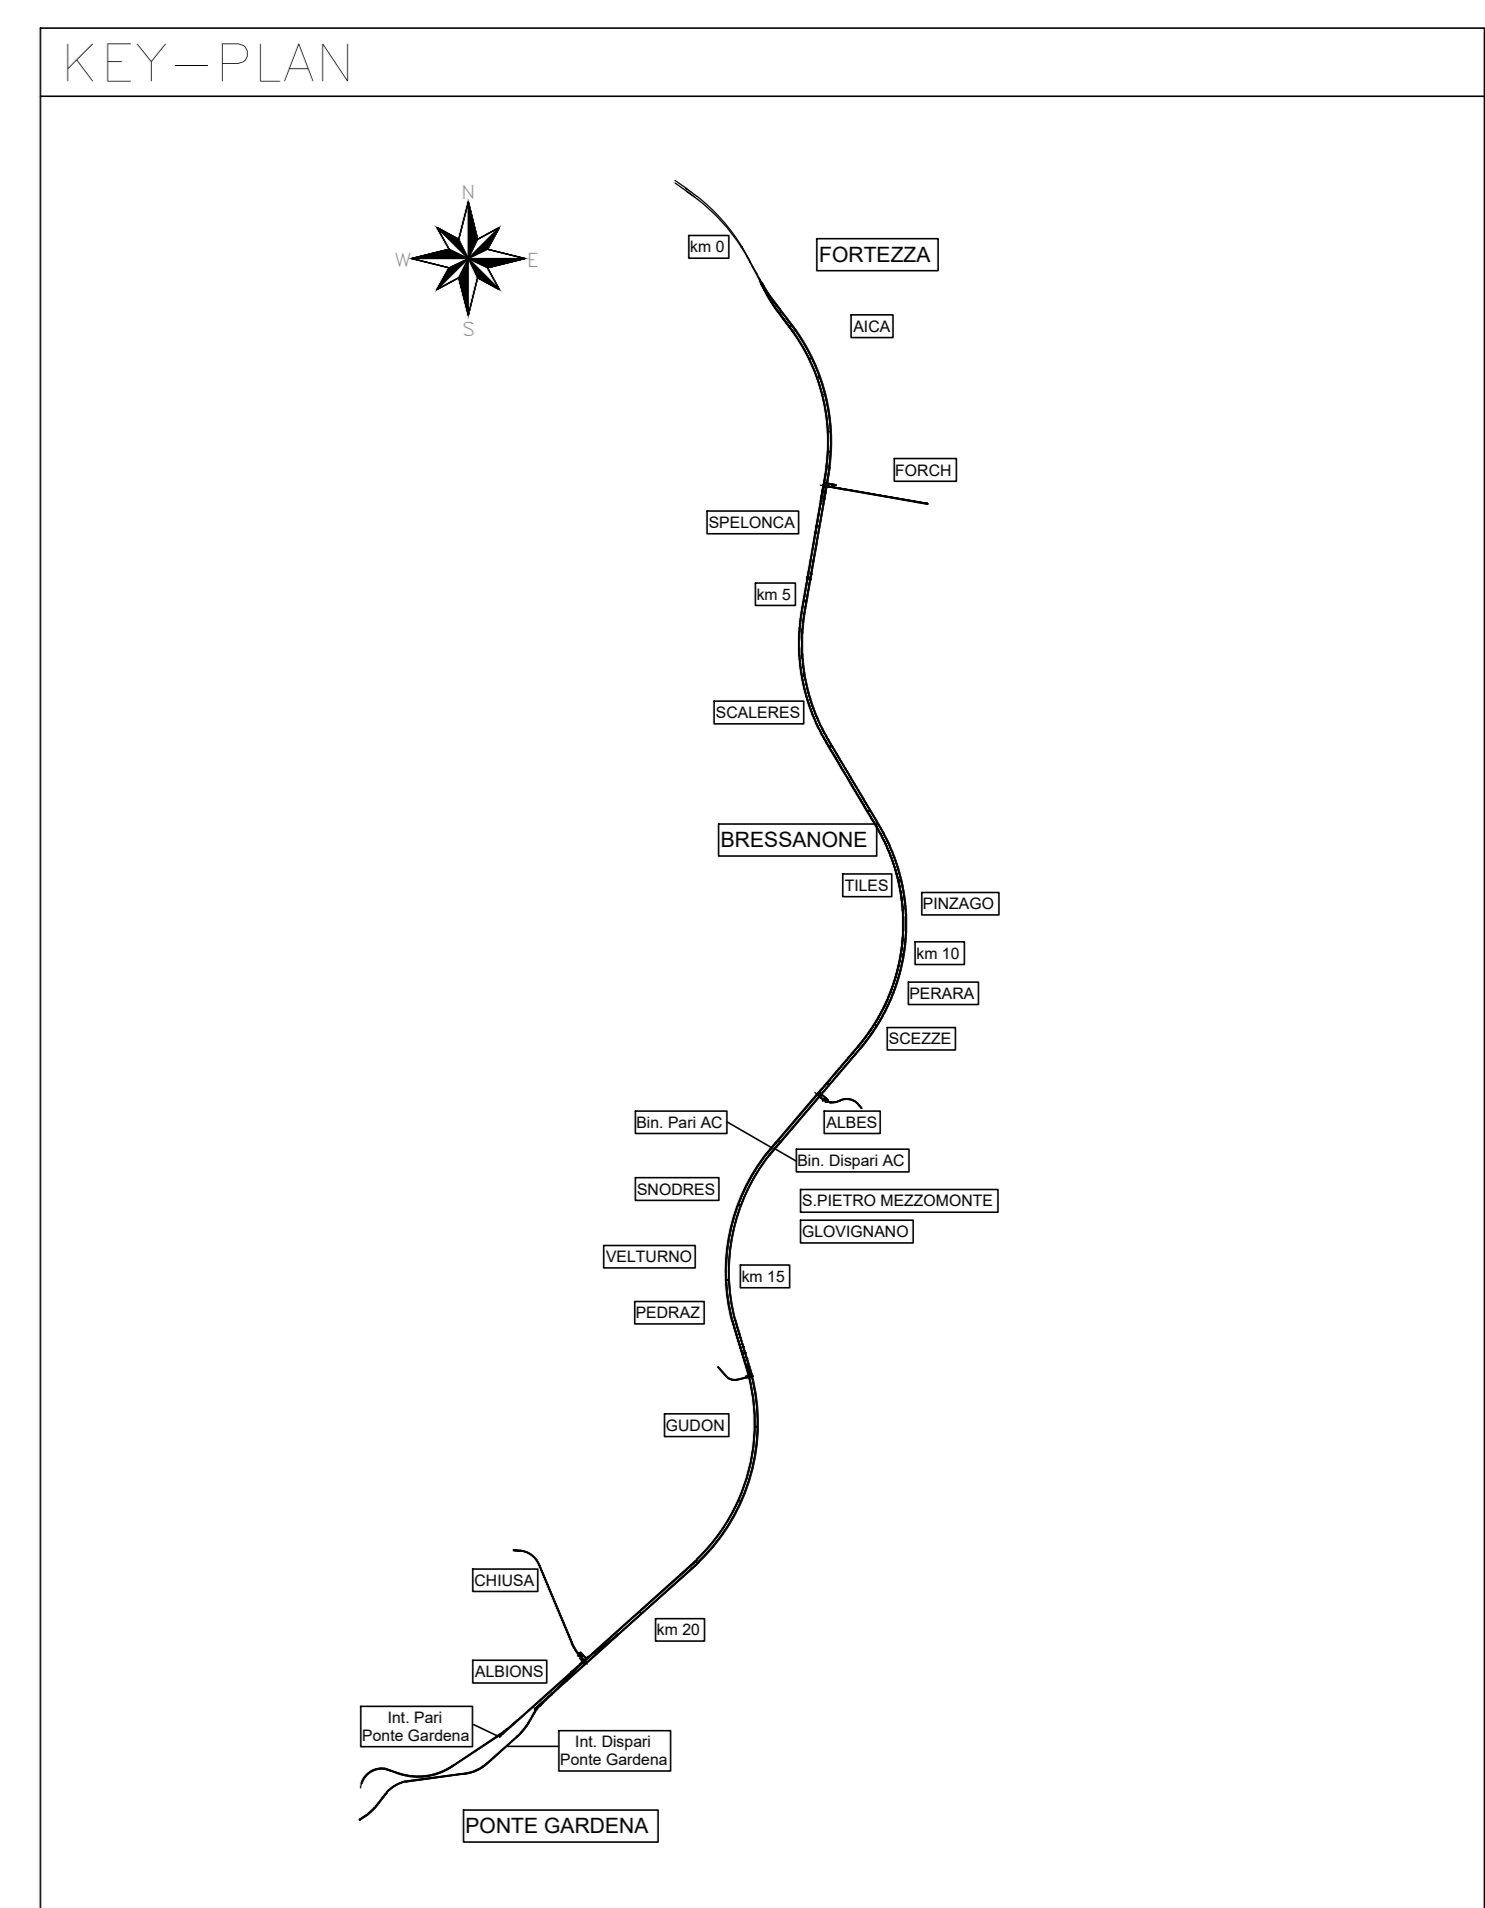 KEY-PLAN
N
W
E
S
km 0
FORTEZZA
AICA
FORCH
SPELONCA
km 5
SCALERES
BRESSANONE
TILES
PINZAGO
km 10
PERARA
SCEZZE
Bin. Pari AC
ALBES
Bin. Dispari AC
SNODRES
S.PIETRO MEZZOMONTE
GLOVIGNANO
VELTURNO
km 15
PEDRAZ
GUDON
CHIUSA
km 20
ALBIONS
Int. Pari
Ponte Gardena
Int. Dispari
Ponte Gardena
PONTE GARDENA